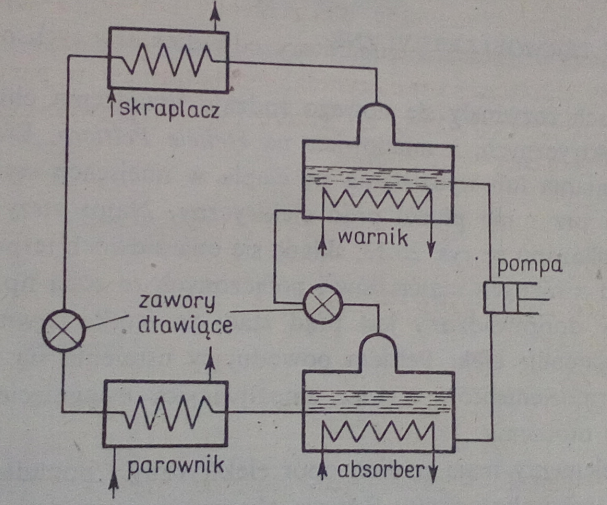 skraplacz
warnik
pompa
zawory
dławiące
parownik
absorber